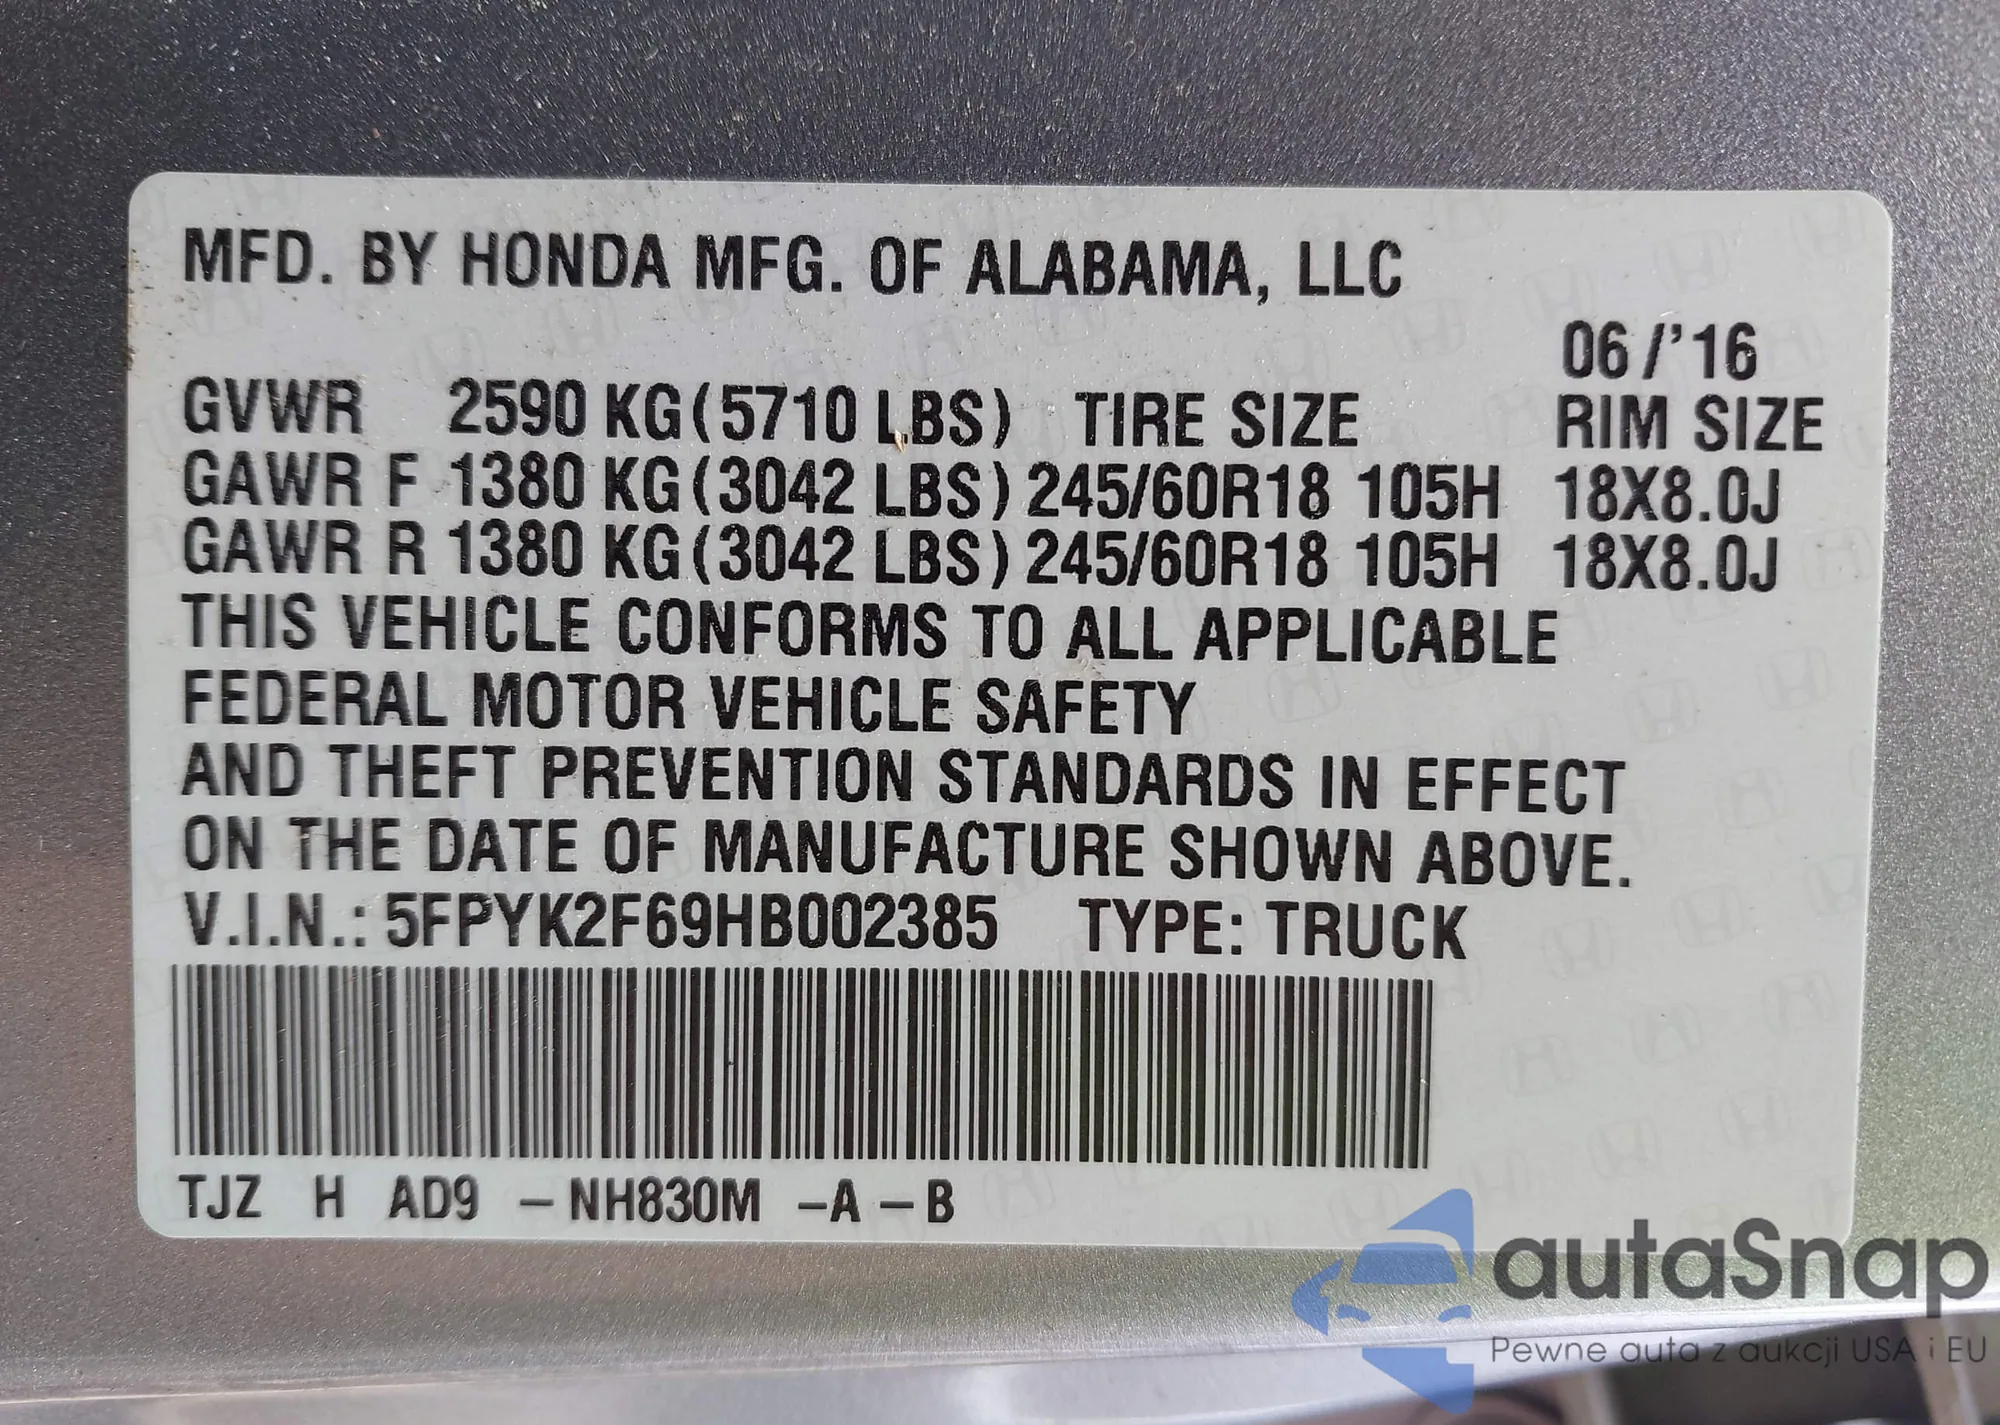 MFD. BY HONDA MFG. OF ALABAMA, LLC
06/'16
GVWR 2590 KG(5710 LBS) TIRE SIZE RIM SIZE
GAWR F 1380 KG(3042 LBS) 245/60R18 105H 18X8.0J
GAWR R 1380 KG(3042 LBS) 245/60R18 105H 18X8.0J
THIS VEHICLE CONFORMS TO ALL APPLICABLE
FEDERAL MOTOR VEHICLE SAFETY
AND THEFT PREVENTION STANDARDS IN EFFECT
ON THE DATE OF MANUFACTURE SHOWN ABOVE.
V.I.N.: 5FPYK2F69HB002385 TYPE: TRUCK
TJZ H AD9 –NH830M –A –B
autaSnap
Pewne auta z aukcji USA i EU